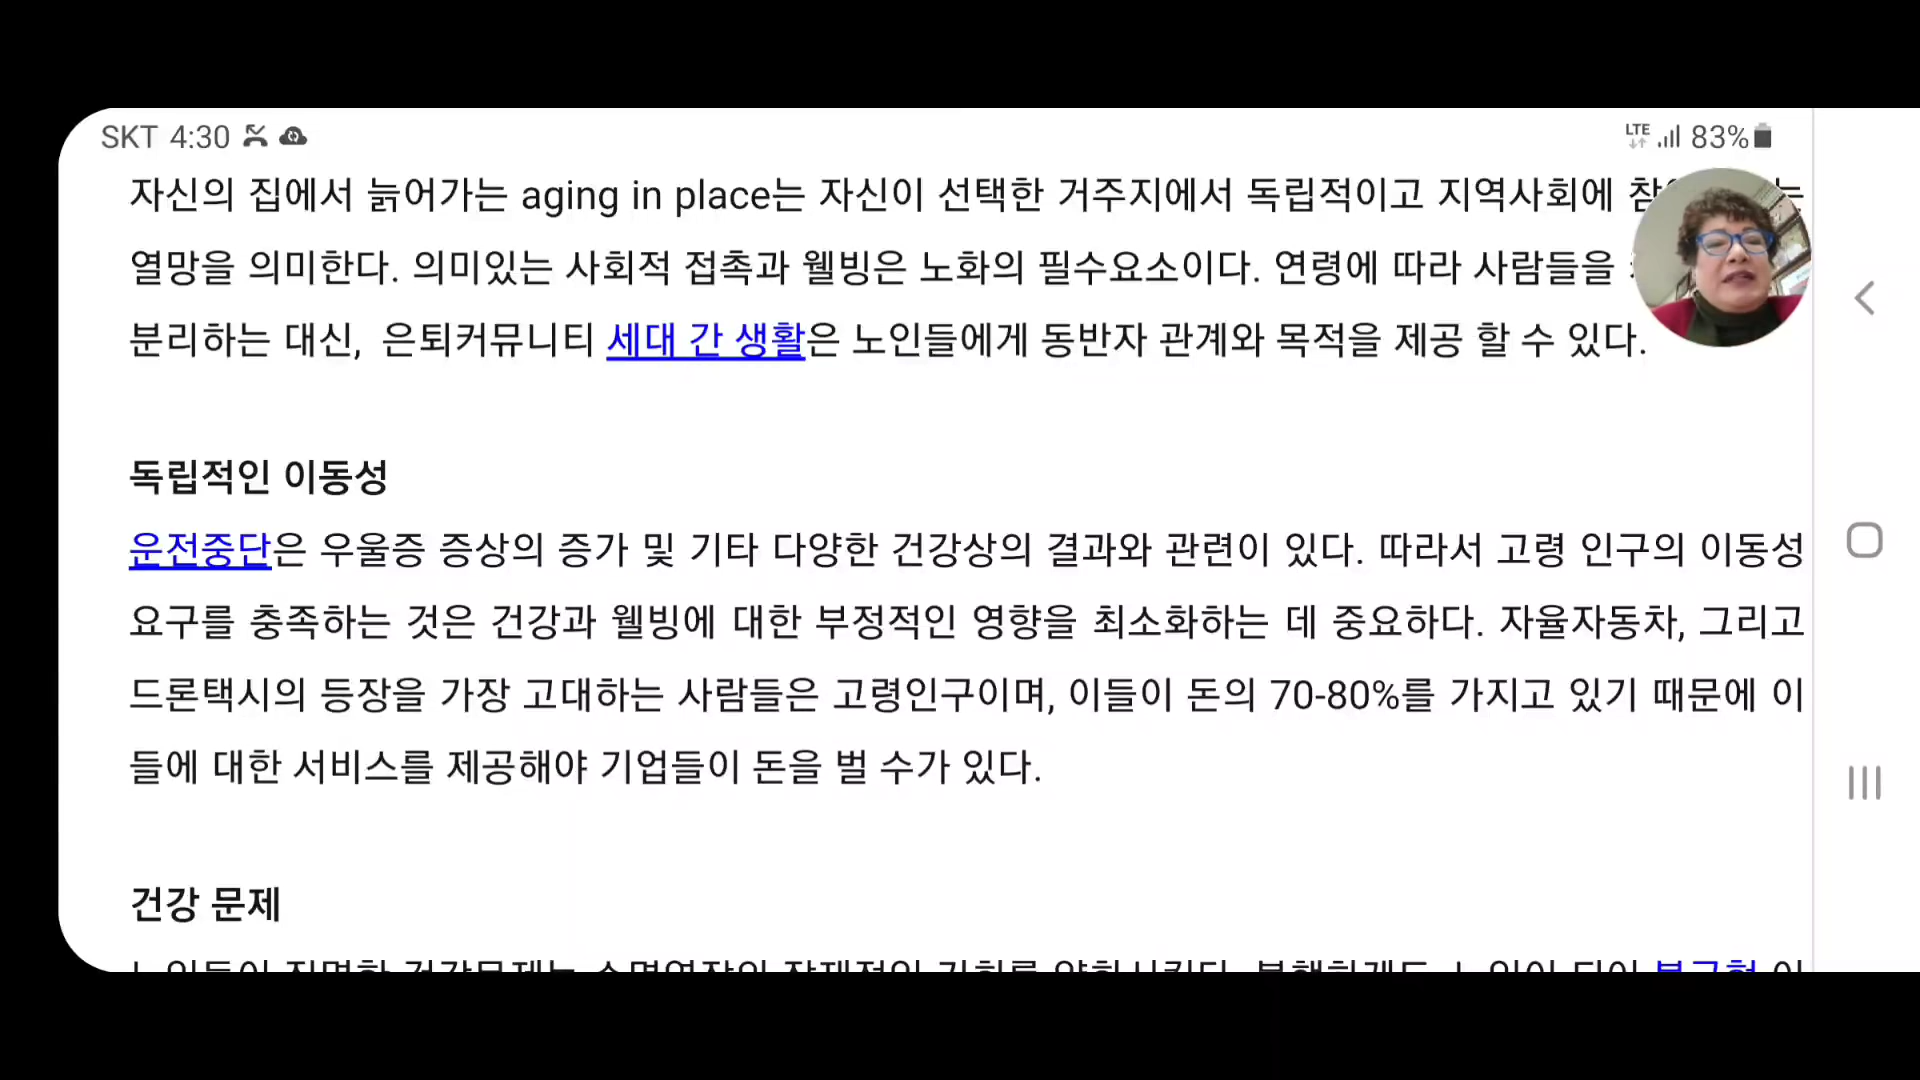 SKT 4:30
LTE 83%
자신의 집에서 늙어가는 aging in place는 자신이 선택한 거주지에서 독립적이고 지역사회에
열망을 의미한다. 의미있는 사회적 접촉과 웰빙은 노화의 필수요소이다. 연령에 따라 사람들을
분리하는 대신, 은퇴커뮤니티 세대 간 생활은 노인들에게 동반자 관계와 목적을 제공 할 수 있다.
독립적인 이동성
운전중단은 우울증 증상의 증가 및 기타 다양한 건강상의 결과와 관련이 있다. 따라서 고령 인구의 이동성
요구를 충족하는 것은 건강과 웰빙에 대한 부정적인 영향을 최소화하는 데 중요하다. 자율자동차, 그리고
드론택시의 등장을 가장 고대하는 사람들은 고령인구이며, 이들이 돈의 70-80%를 가지고 있기 때문에 이
들에 대한 서비스를 제공해야 기업들이 돈을 벌 수가 있다.
건강 문제